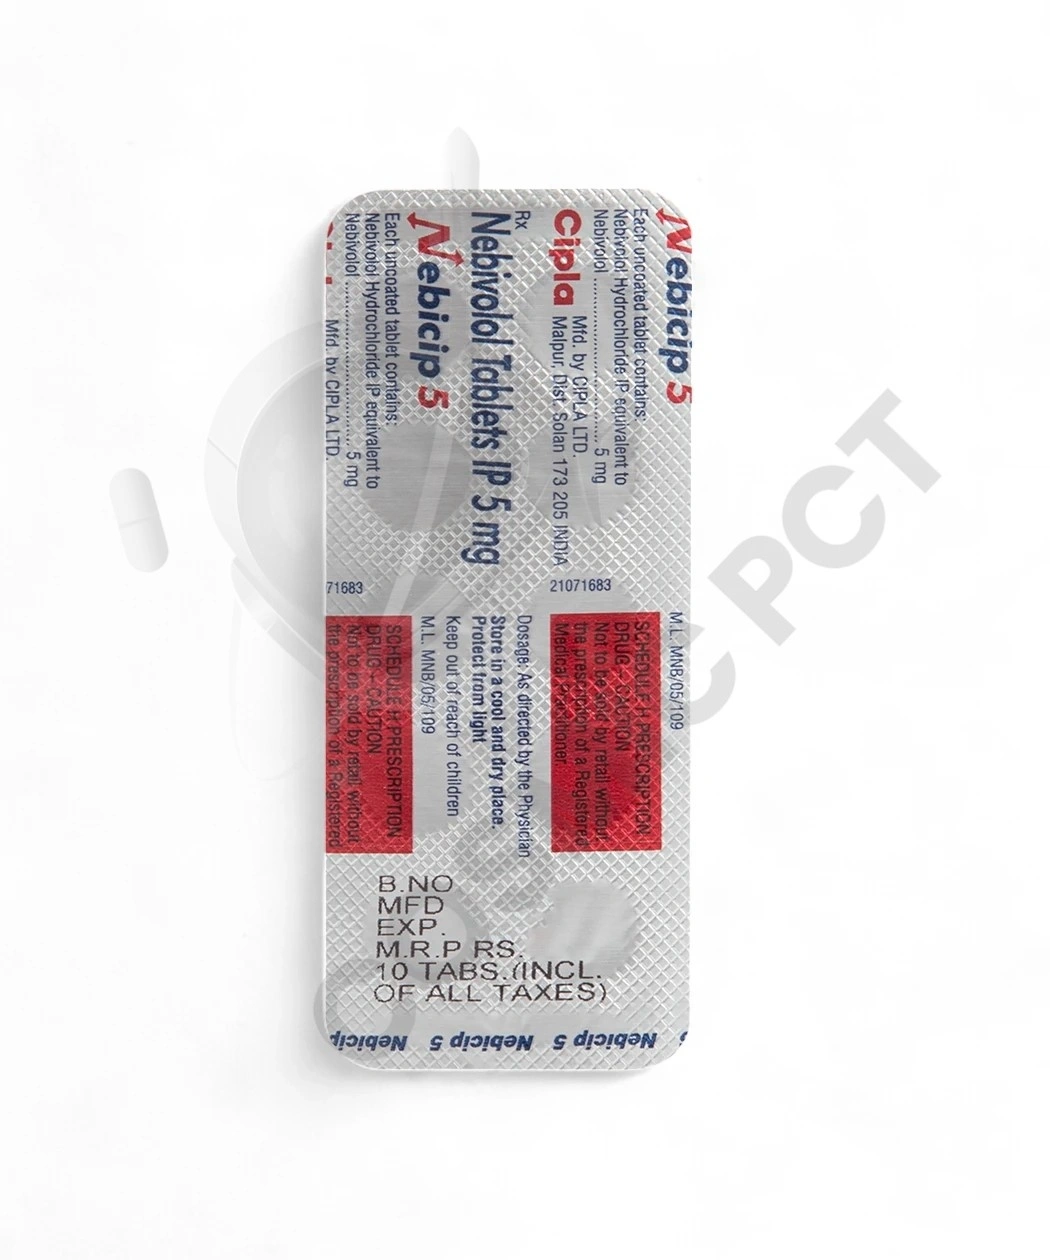 Nebicip 5
Each uncoated tablet contains:
Nebivolol Hydrochloride IP equivalent to
Nebivolol ................ 5 mg
Cipla
Mfd. by CIPLA LTD.
Malpur, Dist. Solan 173 205 INDIA
Rx
Nebivolol Tablets IP 5 mg
Nebicip 5
Each uncoated tablet contains:
Nebivolol Hydrochloride IP equivalent to
Nebivolol ................ 5 mg
Mfd. by CIPLA LTD.
M.L. MNB/05/109
21071683
SCHEDULE H PRESCRIPTION
DRUG - CAUTION
Not to be sold by retail without
the prescription of a Registered
Medical Practitioner.
Dosage: As directed by the Physician
Store in a cool and dry place.
Protect from light
Keep out of reach of children
M.L. MNB/05/109
71683
SCHEDULE H PRESCRIPTION
DRUG - CAUTION
Not to be sold by retail without
the prescription of a Registered
B.NO
MFD
EXP.
M.R.P RS.
10 TABS.(INCL.
OF ALL TAXES)
Nebicip 5 Nebicip 5 Nebicip